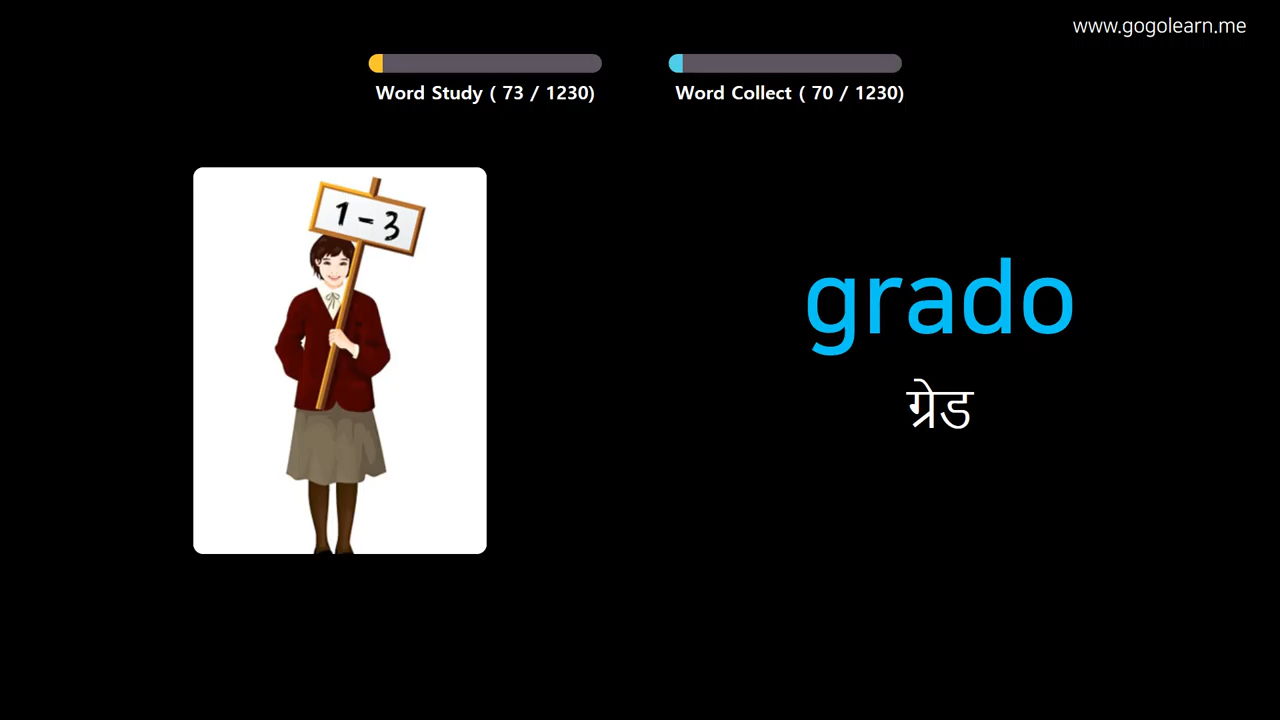 www.gogolearn.me
Word Study ( 73 / 1230)
Word Collect ( 70 / 1230)
1 - 3
grado
ग्रेड